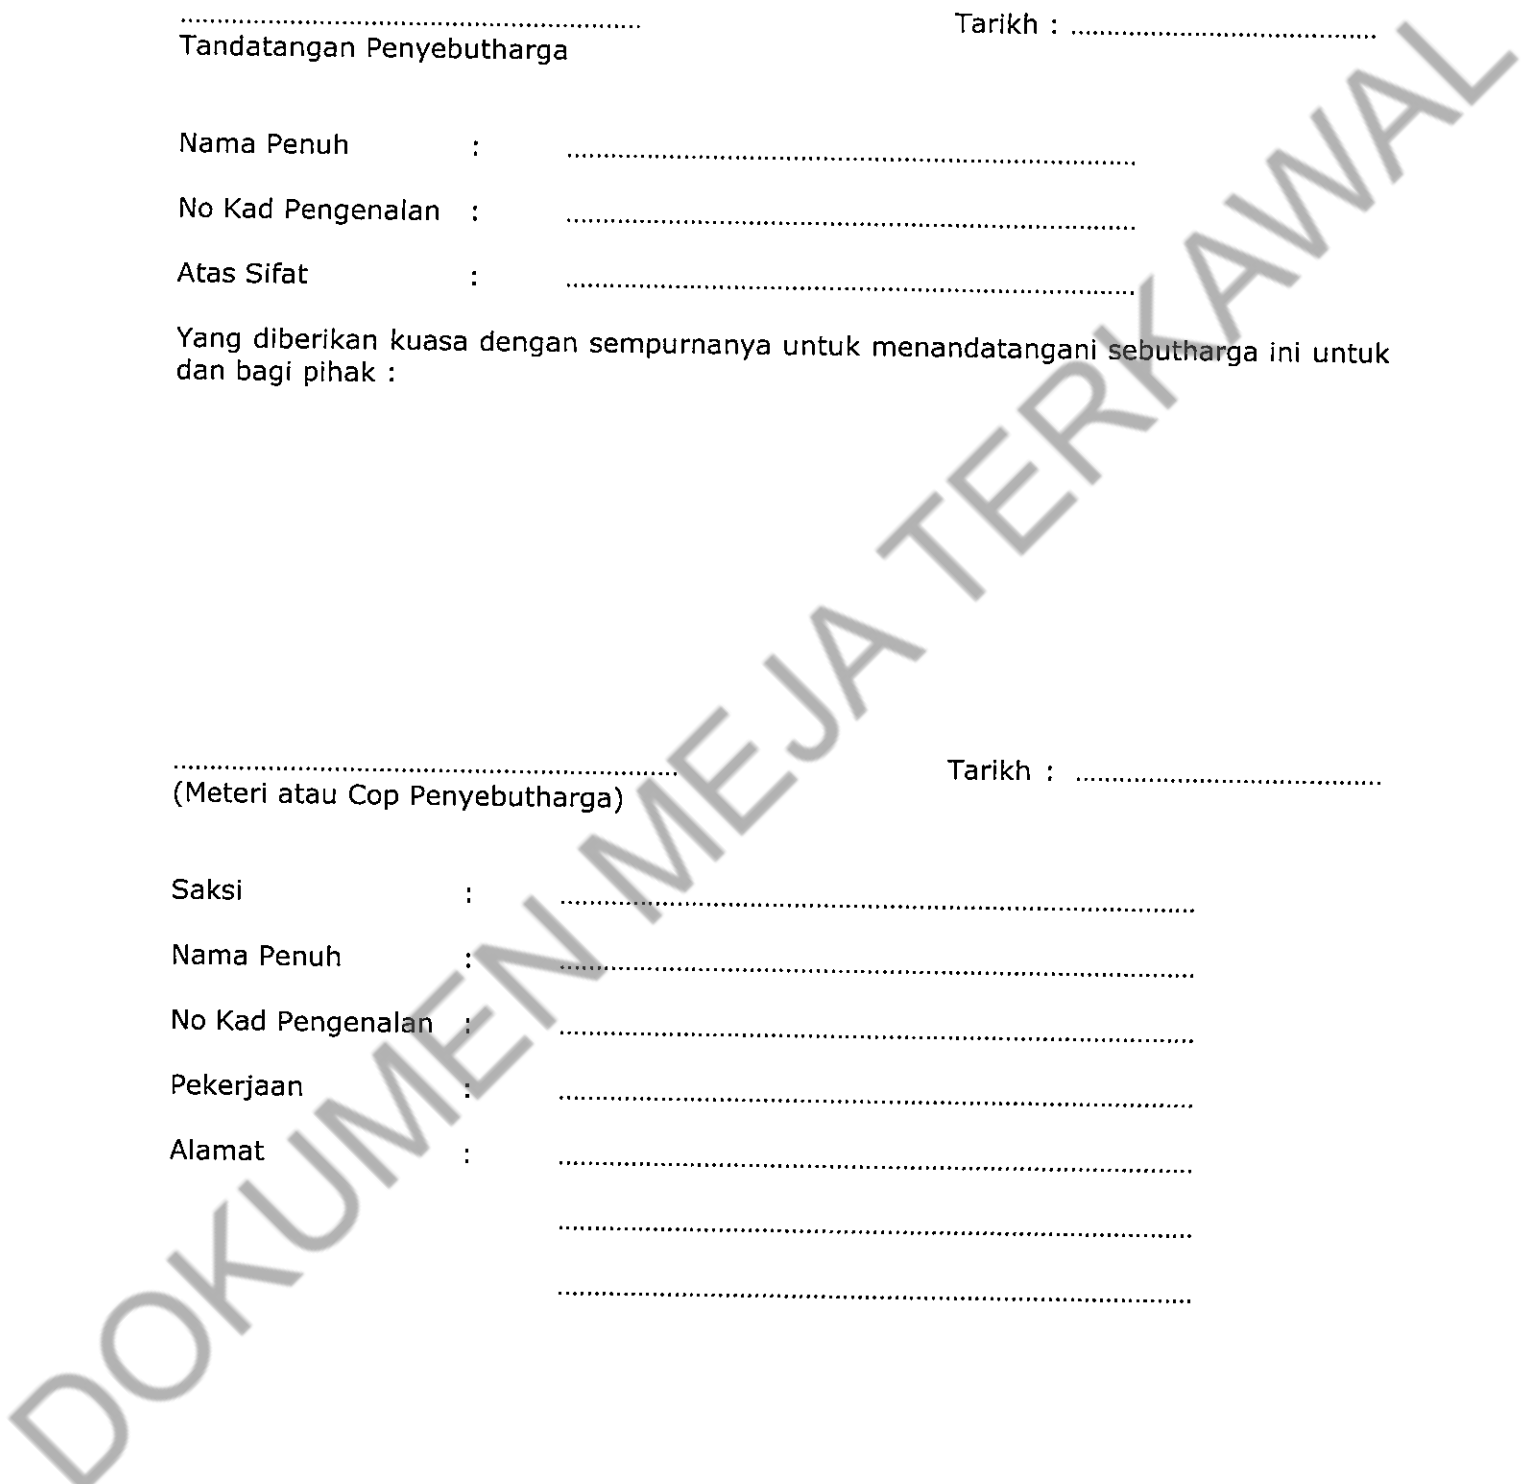 .......... Tarikh : ..........
Tandatangan Penyebutharga
Nama Penuh : ..........
No Kad Pengenalan : ..........
Atas Sifat : ..........
Yang diberikan kuasa dengan sempurnanya untuk menandatangani sebutharga ini untuk
dan bagi pihak :
.......... Tarikh : ..........
(Meteri atau Cop Penyebutharga)
Saksi : ..........
Nama Penuh : ..........
No Kad Pengenalan : ..........
Pekerjaan : ..........
Alamat : ..........
..........
..........
DOKUMEN MEJA TERKAWAL